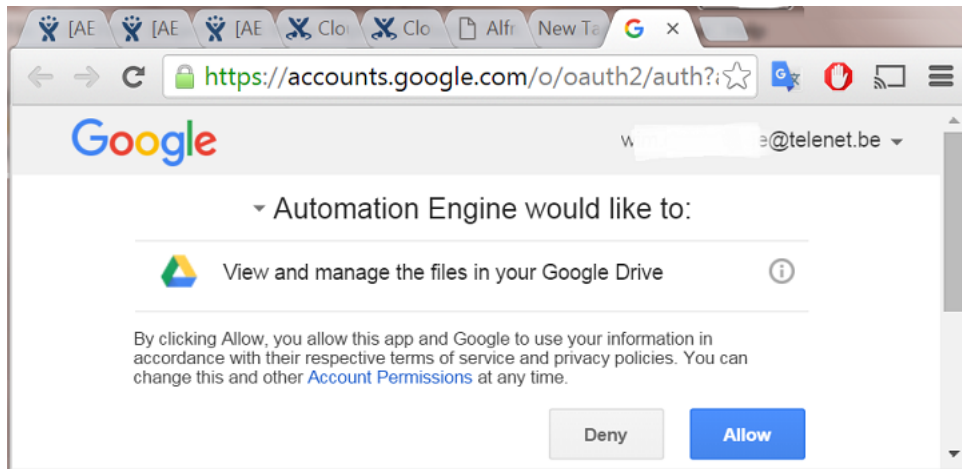 [AE
[AE
[AE
Clo
Clo
Alfr
New Ta
https://accounts.google.com/o/oauth2/auth?
Google
w e@telenet.be
Automation Engine would like to:
View and manage the files in your Google Drive
By clicking Allow, you allow this app and Google to use your information in
accordance with their respective terms of service and privacy policies. You can
change this and other Account Permissions at any time.
Deny
Allow